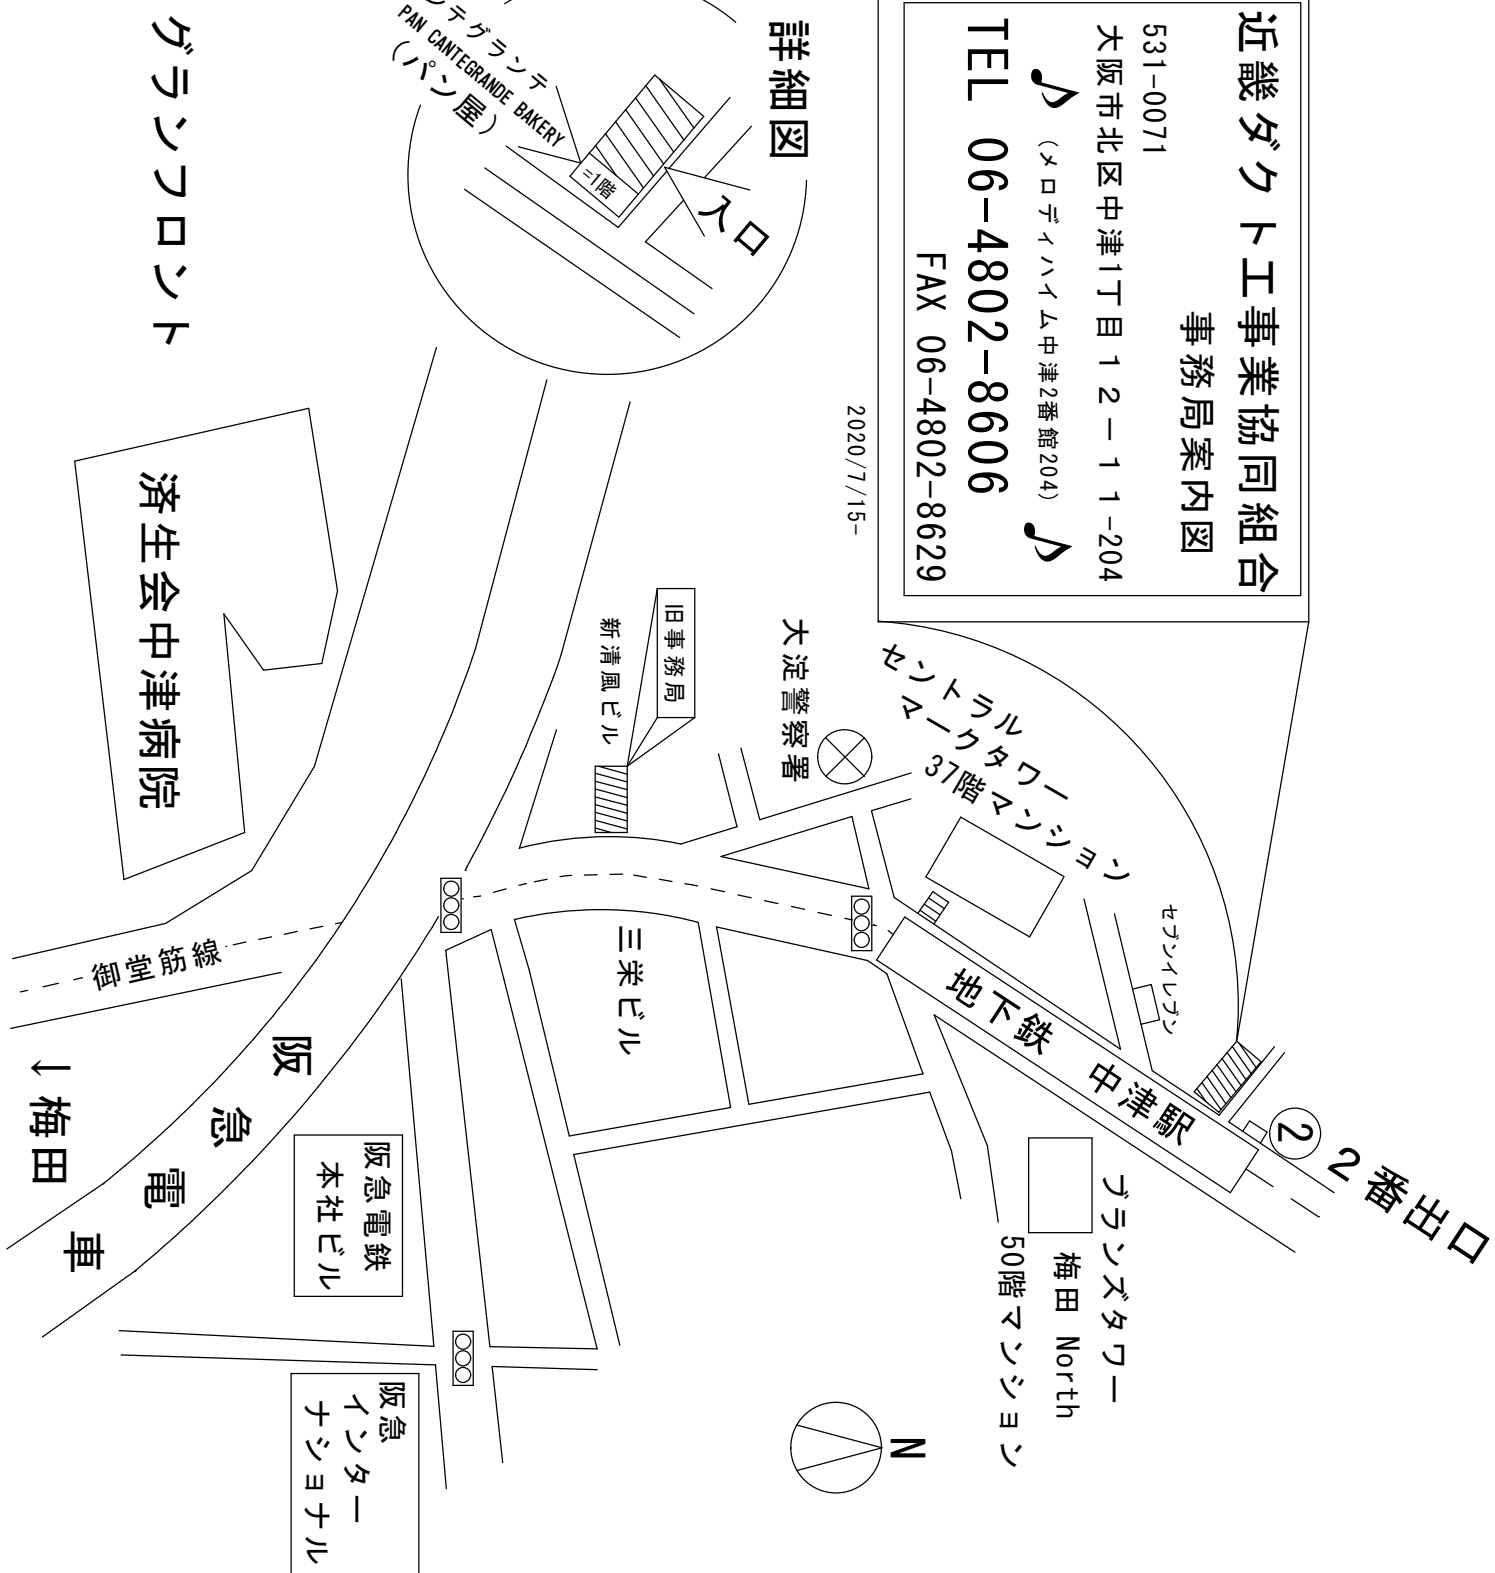 近畿ダクト工事業協同組合
事務局案内図
531-0071
大阪市北区中津1丁目12-11-204
(メロディハイム中津2番館204)
TEL 06-4802-8606
FAX 06-4802-8629
2020/7/15-
詳細図
入口
ンテグランテ
PAN CANTEGRANDE BAKERY
(パン屋)
=1階
グランフロント
セントラル
マークタワー
37階マンション
大淀警察署
旧事務局
新清風ビル
済生会中津病院
セブンイレブン
地下鉄 中津駅
②
2番出口
三栄ビル
御堂筋線
阪急電車
↓梅田
ブランズタワー
梅田 North
50階マンション
阪急電鉄
本社ビル
N
阪急
インター
ナショナル